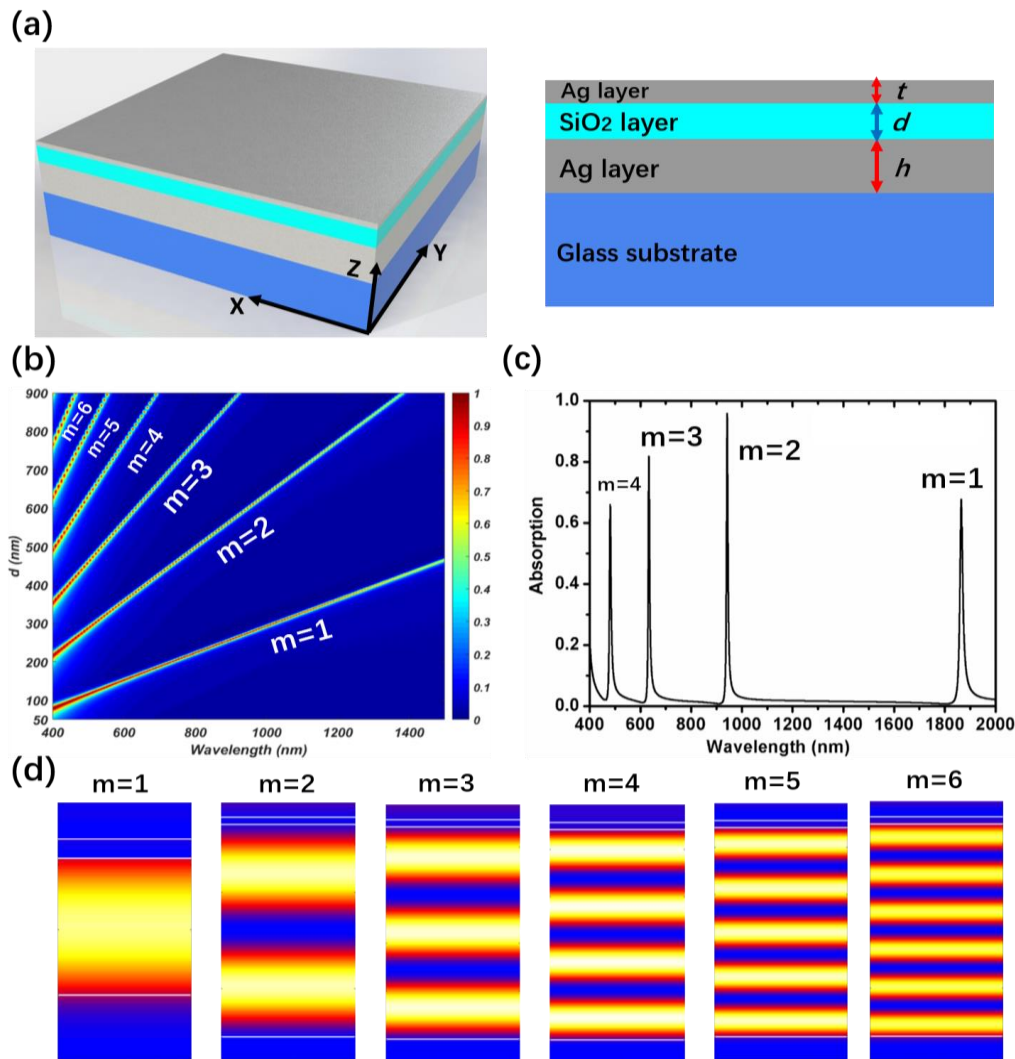 (a)
Z
Y
X
Ag layer t
SiO2 layer d
Ag layer h
Glass substrate
(b)
900
800
700
600
500
400
300
200
100
50
d (nm)
m=6
m=5
m=4
m=3
m=2
m=1
400 600 800 1000 1200 1400
Wavelength (nm)
1
0.9
0.8
0.7
0.6
0.5
0.4
0.3
0.2
0.1
0
(c)
1.0
0.8
0.6
0.4
0.2
0.0
Absorption
m=4
m=3
m=2
m=1
400 600 800 1000 1200 1400 1600 1800 2000
Wavelength (nm)
(d)
m=1 m=2 m=3 m=4 m=5 m=6